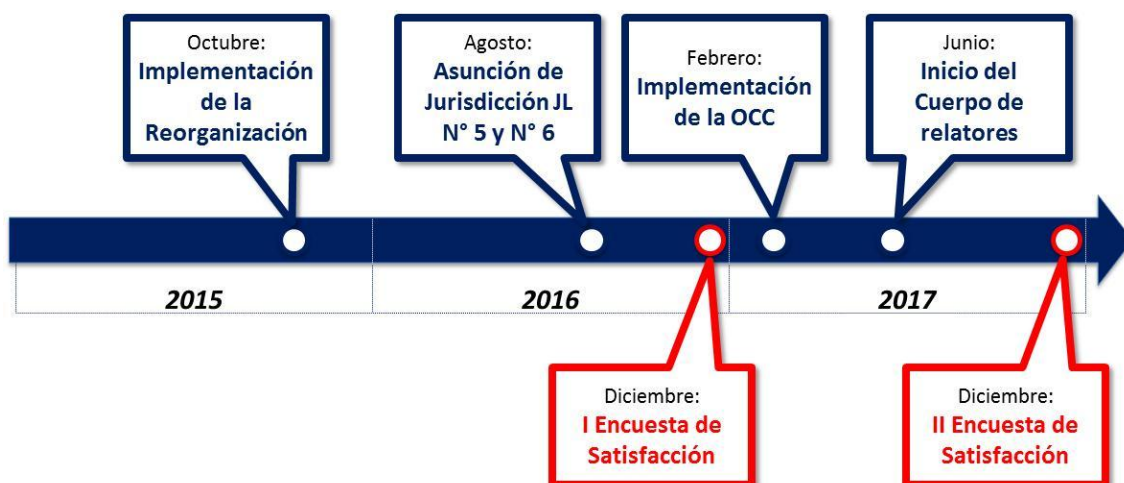 Octubre:
Implementación
de la
Reorganización
Agosto:
Asunción de
Jurisdicción JL
N° 5 y N° 6
Febrero:
Implementación
de la OCC
Junio:
Inicio del
Cuerpo de
relatores
2015
2016
2017
Diciembre:
I Encuesta de
Satisfacción
Diciembre:
II Encuesta de
Satisfacción